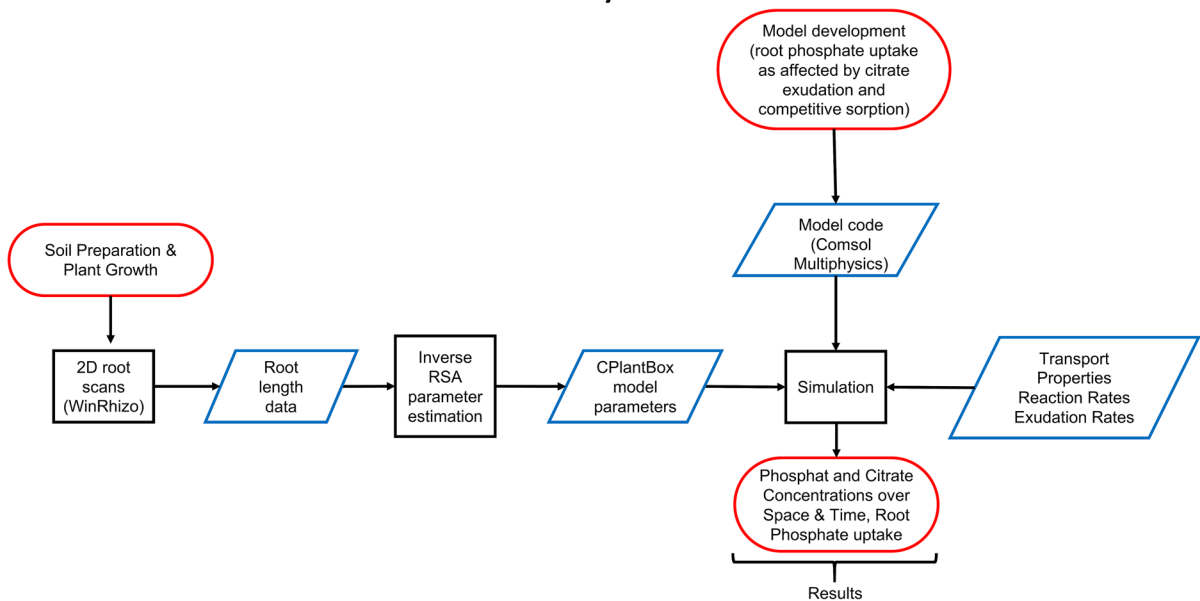 Model development
(root phosphate uptake
as affected by citrate
exudation and
competitive sorption)
Model code
(Comsol
Multiphysics)
Soil Preparation &
Plant Growth
2D root
scans
(WinRhizo)
Root
length
data
Inverse
RSA
parameter
estimation
CPlantBox
model
parameters
Simulation
Transport
Properties
Reaction Rates
Exudation Rates
Phosphat and Citrate
Concentrations over
Space & Time, Root
Phosphate uptake
Results